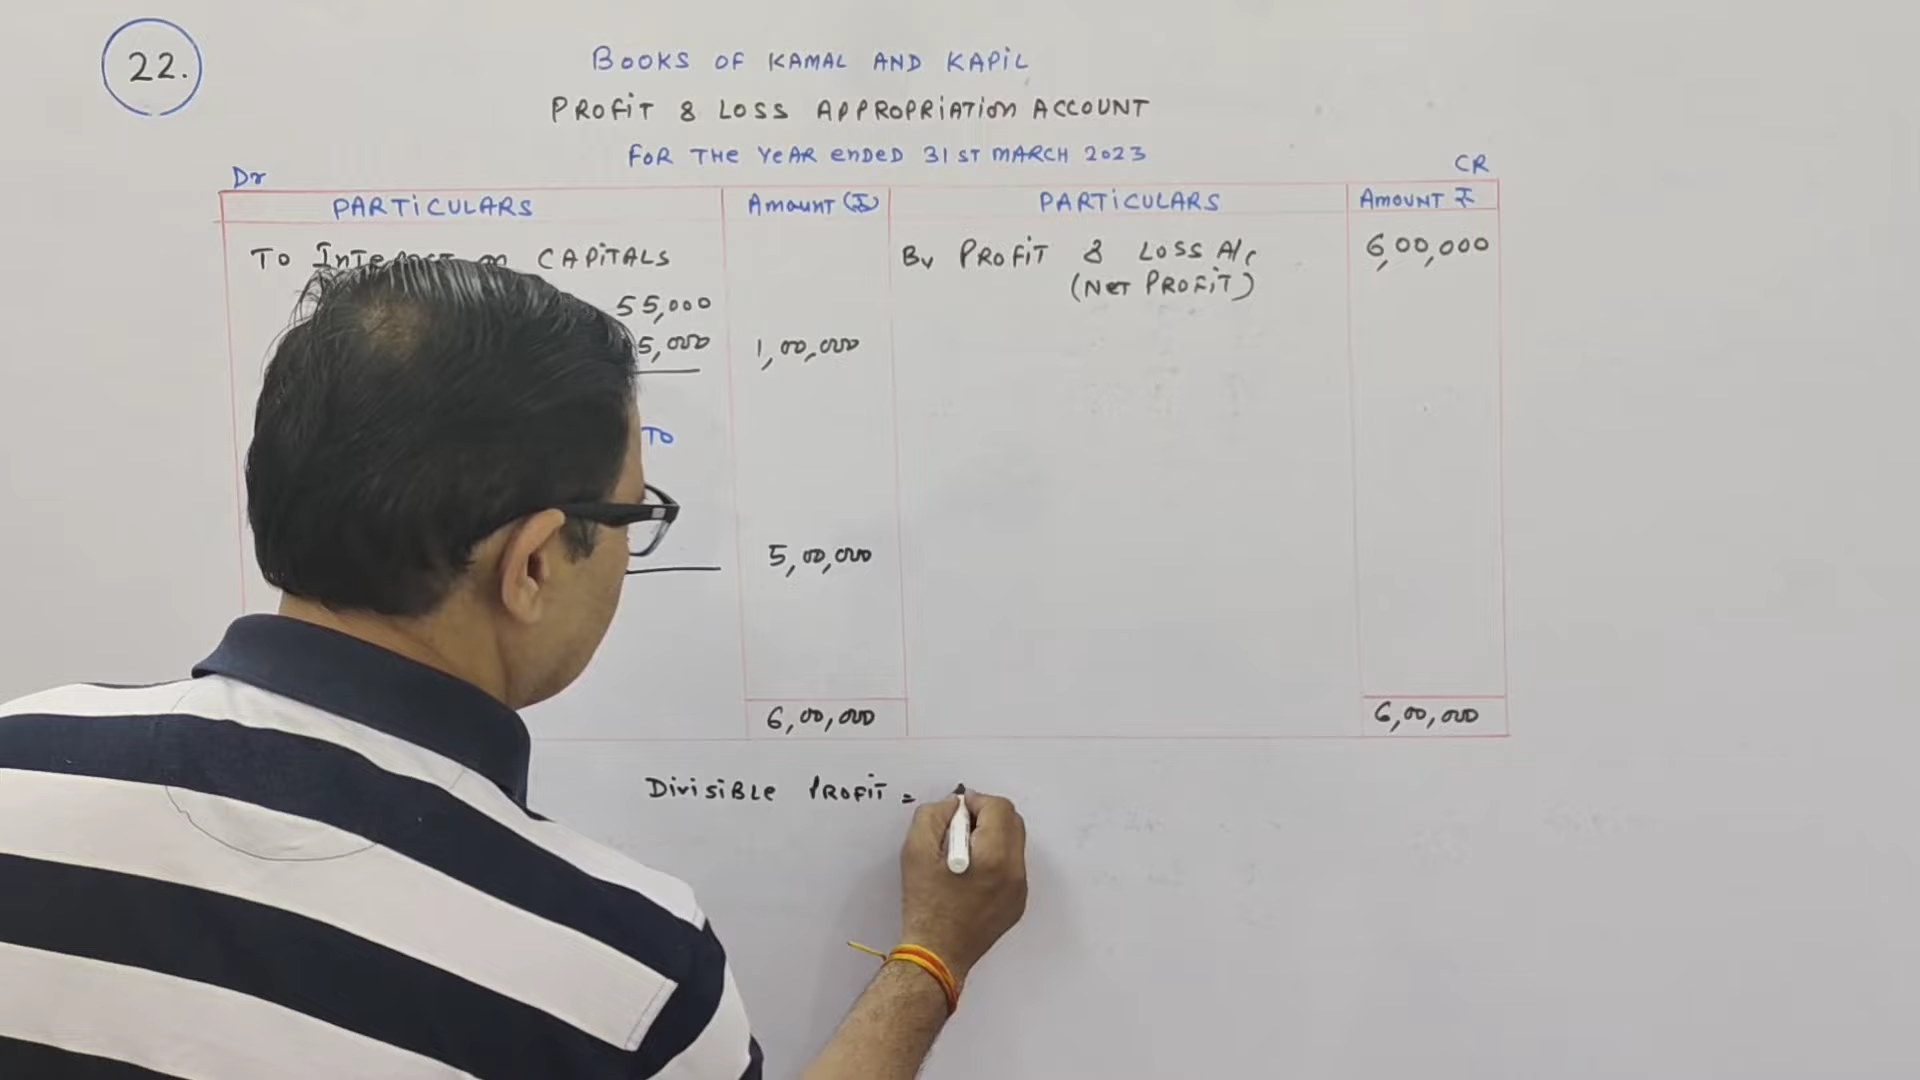 22.
BOOKS OF KAMAL AND KAPIL
PROFIT & LOSS APPROPRIATION ACCOUNT
FOR THE YEAR ENDED 31ST MARCH 2023
Dr CR
PARTICULARS Amount (₹) PARTICULARS AMOUNT ₹
To CAPITALS By PROFIT & LOSS A/c 6,00,000
(NET PROFIT)
55,000
5,000 1,00,000
TO
5,00,000
6,00,000 6,00,000
DIVISIBLE PROFIT =